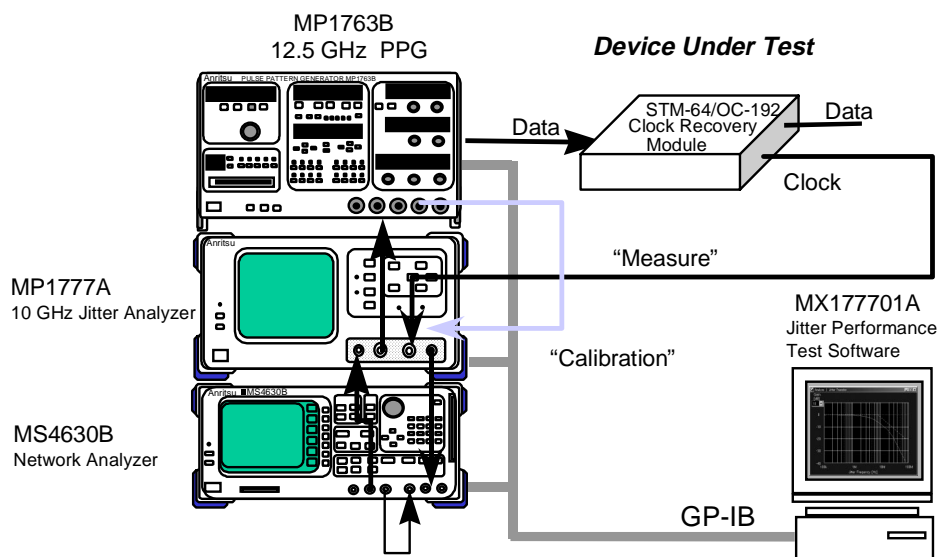 MP1763B
12.5 GHz PPG
Device Under Test
Anritsu PULSE PATTERN GENERATOR MP1763B
STM-64/OC-192
Clock Recovery
Module
Data
Data
Clock
Anritsu
"Measure"
MP1777A
10 GHz Jitter Analyzer
MX177701A
Jitter Performance
Test Software
"Calibration"
Anritsu MS4630B
MS4630B
Network Analyzer
GP-IB